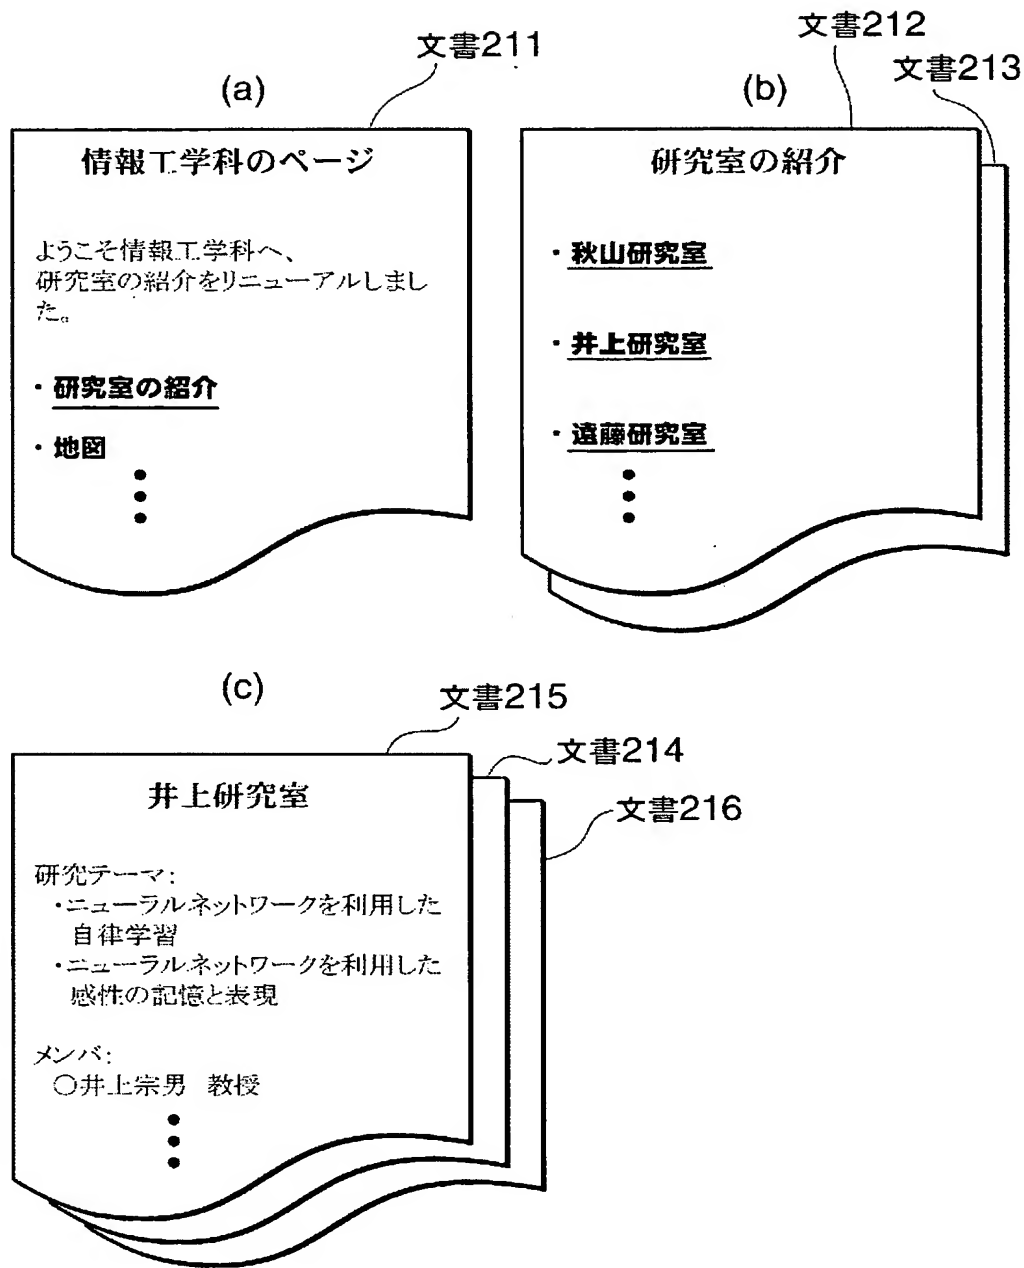 文書211
(a)
情報工学科のページ
ようこそ情報工学科へ、
研究室の紹介をリニューアルしまし
た。
・研究室の紹介
・地図
文書212
文書213
(b)
研究室の紹介
・秋山研究室
・井上研究室
・遠藤研究室
(c)
文書215
文書214
文書216
井上研究室
研究テーマ:
・ニューラルネットワークを利用した
自律学習
・ニューラルネットワークを利用した
感性の記憶と表現
メンバ:
〇井上宗男 教授